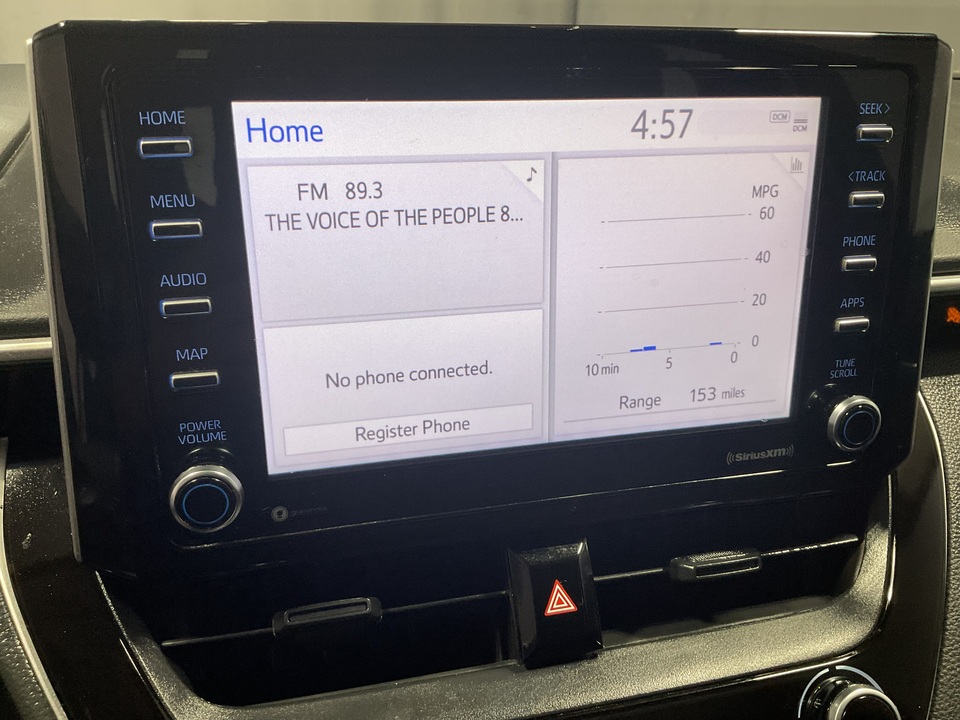 HOME
MENU
AUDIO
MAP
POWER
VOLUME
Home
4:57
DCM
DCM
FM 89.3
THE VOICE OF THE PEOPLE 8...
No phone connected.
Register Phone
MPG
60
40
20
0
10 min
5
0
Range 153 miles
SEEK>
<TRACK
PHONE
APPS
TUNE
SCROLL
((SiriusXM))